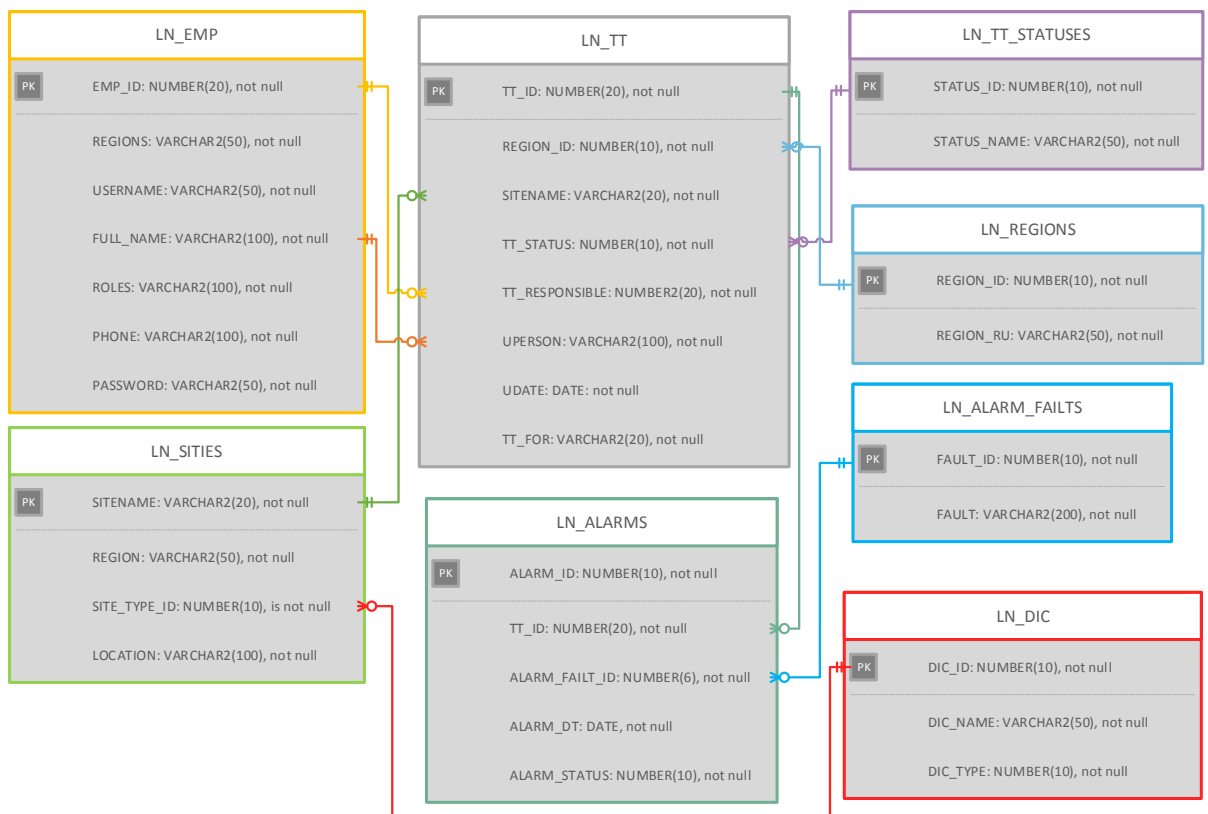 LN_EMP
PK
EMP_ID: NUMBER(20), not null
REGIONS: VARCHAR2(50), not null
USERNAME: VARCHAR2(50), not null
FULL_NAME: VARCHAR2(100), not null
ROLES: VARCHAR2(100), not null
PHONE: VARCHAR2(100), not null
PASSWORD: VARCHAR2(50), not null
LN_SITIES
PK
SITENAME: VARCHAR2(20), not null
REGION: VARCHAR2(50), not null
SITE_TYPE_ID: NUMBER(10), is not null
LOCATION: VARCHAR2(100), not null
LN_TT
PK
TT_ID: NUMBER(20), not null
REGION_ID: NUMBER(10), not null
SITENAME: VARCHAR2(20), not null
TT_STATUS: NUMBER(10), not null
TT_RESPONSIBLE: NUMBER2(20), not null
UPERSON: VARCHAR2(100), not null
UDATE: DATE: not null
TT_FOR: VARCHAR2(20), not null
LN_ALARMS
PK
ALARM_ID: NUMBER(10), not null
TT_ID: NUMBER(20), not null
ALARM_FAILT_ID: NUMBER(6), not null
ALARM_DT: DATE, not null
ALARM_STATUS: NUMBER(10), not null
LN_TT_STATUSES
PK
STATUS_ID: NUMBER(10), not null
STATUS_NAME: VARCHAR2(50), not null
LN_REGIONS
PK
REGION_ID: NUMBER(10), not null
REGION_RU: VARCHAR2(50), not null
LN_ALARM_FAILTS
PK
FAULT_ID: NUMBER(10), not null
FAULT: VARCHAR2(200), not null
LN_DIC
PK
DIC_ID: NUMBER(10), not null
DIC_NAME: VARCHAR2(50), not null
DIC_TYPE: NUMBER(10), not null